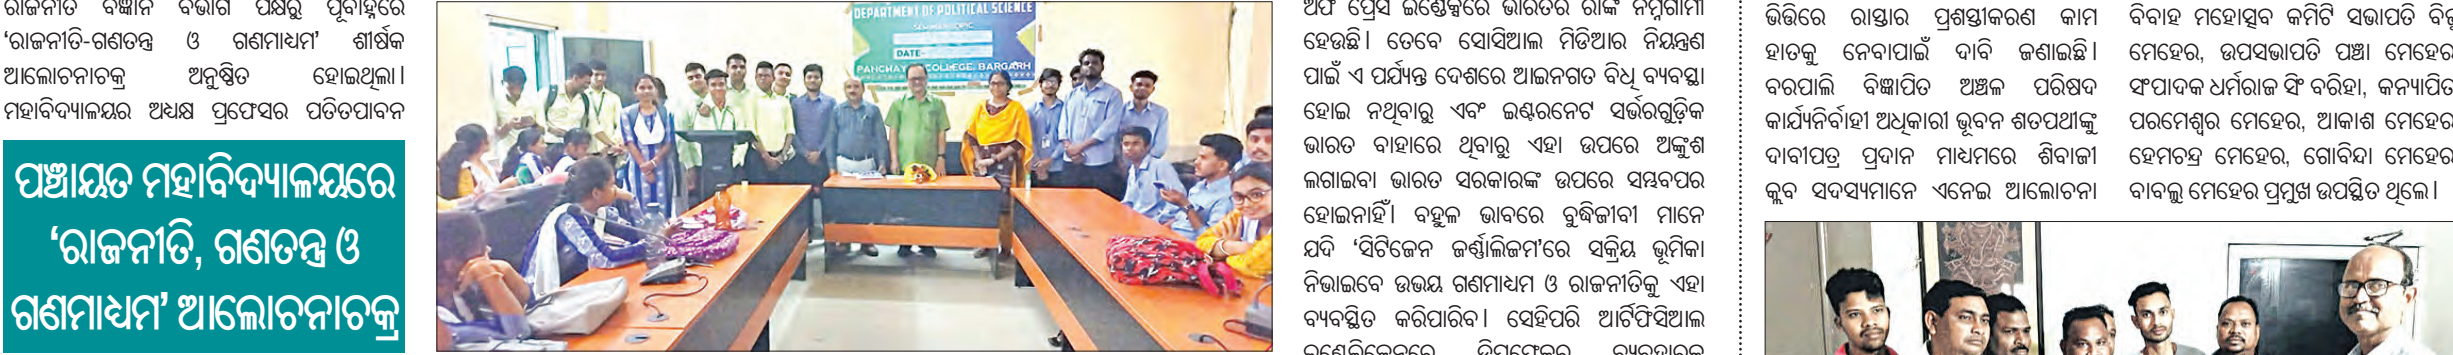 ରାଜନୀତି ବିଜ୍ଞାନ ବିଭାଗ ପକ୍ଷରୁ ପୂର୍ବାହ୍ନରେ
‘ରାଜନୀତି-ଗଣତନ୍ତ୍ର ଓ ଗଣମାଧ୍ୟମ’ ଶୀର୍ଷକ
ଆଲୋଚନାଚକ୍ର ଅନୁଷ୍ଠିତ ହୋଇଥିଲା।
ମହାବିଦ୍ୟାଳୟର ଅଧ୍ୟକ୍ଷ ପ୍ରଫେସର ପତିତପାବନ
ପଞ୍ଚାୟତ ମହାବିଦ୍ୟାଳୟରେ
‘ରାଜନୀତି, ଗଣତନ୍ତ୍ର ଓ
ଗଣମାଧ୍ୟମ’ ଆଲୋଚନାଚକ୍ର
DEPARTMENT OF POLITICAL SCIENCE
DATE-
PANCHAYAT COLLEGE, BARGARH
ଅଫ ପ୍ରେସ ଇଣ୍ଡେକ୍ସରେ ଭାରତର ରାଙ୍କ ନିମ୍ନଗାମୀ
ହେଉଛି। ତେବେ ସୋସିଆଲ ମିଡିଆର ନିୟନ୍ତ୍ରଣ
ପାଇଁ ଏ ପର୍ଯ୍ୟନ୍ତ ଦେଶରେ ଆଇନଗତ ବିଧି ବ୍ୟବସ୍ଥା
ହୋଇ ନଥିବାରୁ ଏବଂ ଇଣ୍ଟରନେଟ ସର୍ଭରଗୁଡ଼ିକ
ଭାରତ ବାହାରେ ଥିବାରୁ ଏହା ଉପରେ ଅଙ୍କୁଶ
ଲଗାଇବା ଭାରତ ସରକାରଙ୍କ ଉପରେ ସମ୍ଭବପର
ହୋଇନାହିଁ। ବହୁଳ ଭାବରେ ବୁଦ୍ଧିଜୀବୀ ମାନେ
ଯଦି ‘ସିଟିଜେନ ଜର୍ଣ୍ଣାଲିଜମ’ରେ ସକ୍ରିୟ ଭୂମିକା
ନିଭାଇବେ ଉଭୟ ଗଣମାଧ୍ୟମ ଓ ରାଜନୀତିକୁ ଏହା
ବ୍ୟବସ୍ଥିତ କରିପାରିବ। ସେହିପରି ଆର୍ଟିଫିସିଆଲ
ଭିତ୍ତିରେ ରାସ୍ତାର ପ୍ରଶସ୍ତୀକରଣ କାମ
ହାତକୁ ନେବାପାଇଁ ଦାବି ଜଣାଇଛି।
ବରପାଲି ବିଜ୍ଞାପିତ ଅଞ୍ଚଳ ପରିଷଦ
କାର୍ଯ୍ୟନିର୍ବାହୀ ଅଧିକାରୀ ଭୂବନ ଶତପଥୀଙ୍କୁ
ଦାବୀପତ୍ର ପ୍ରଦାନ ମାଧ୍ୟମରେ ଶିବାଜୀ
କ୍ଲବ ସଦସ୍ୟମାନେ ଏନେଇ ଆଲୋଚନା
ବିବାହ ମହୋତ୍ସବ କମିଟି ସଭାପତି
ମେହେର, ଉପସଭାପତି ପଞ୍ଚା ମେହେର
ସଂପାଦକ ଧର୍ମରାଜ ସିଂ ବରିହା, କନ୍ୟାପିତା
ପରମେଶ୍ୱର ମେହେର, ଆକାଶ ମେହେର
ହେମଚନ୍ଦ୍ର ମେହେର, ଗୋବିନ୍ଦା ମେହେର
ବାବଲୁ ମେହେର ପ୍ରମୁଖ ଉପସ୍ଥିତ ଥିଲେ।